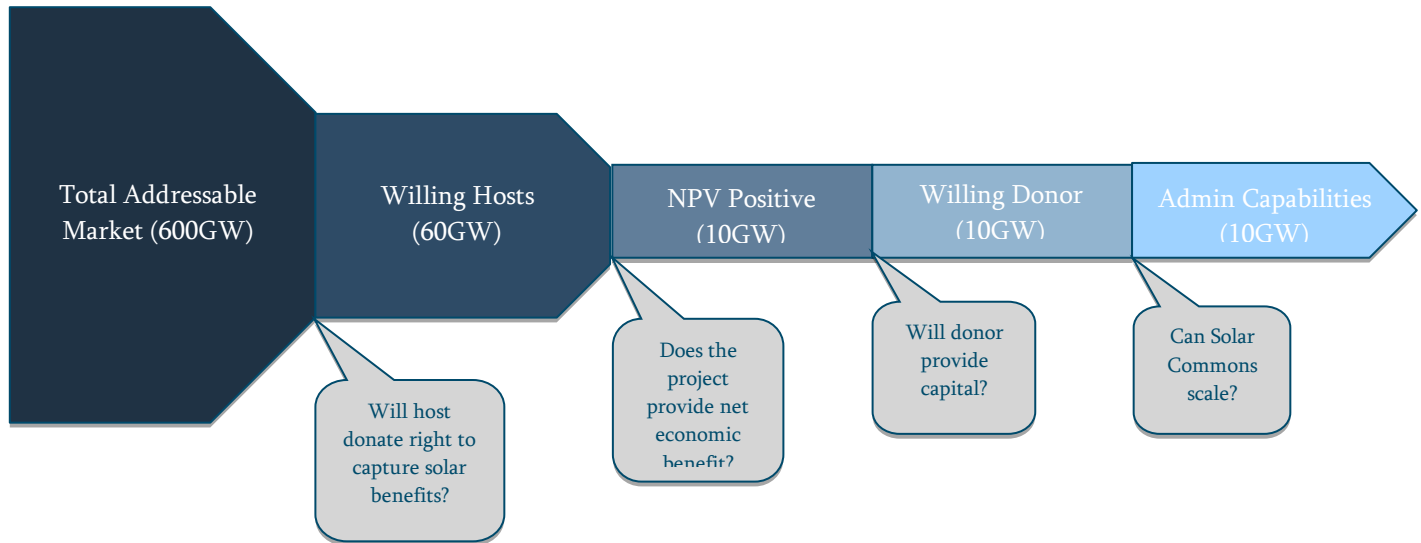 Total Addressable
Market (600GW)
Willing Hosts
(60GW)
NPV Positive
(10GW)
Willing Donor
(10GW)
Admin Capabilities
(10GW)
Will host
donate right to
capture solar
benefits?
Does the
project
provide net
economic
benefit?
Will donor
provide
capital?
Can Solar
Commons
scale?